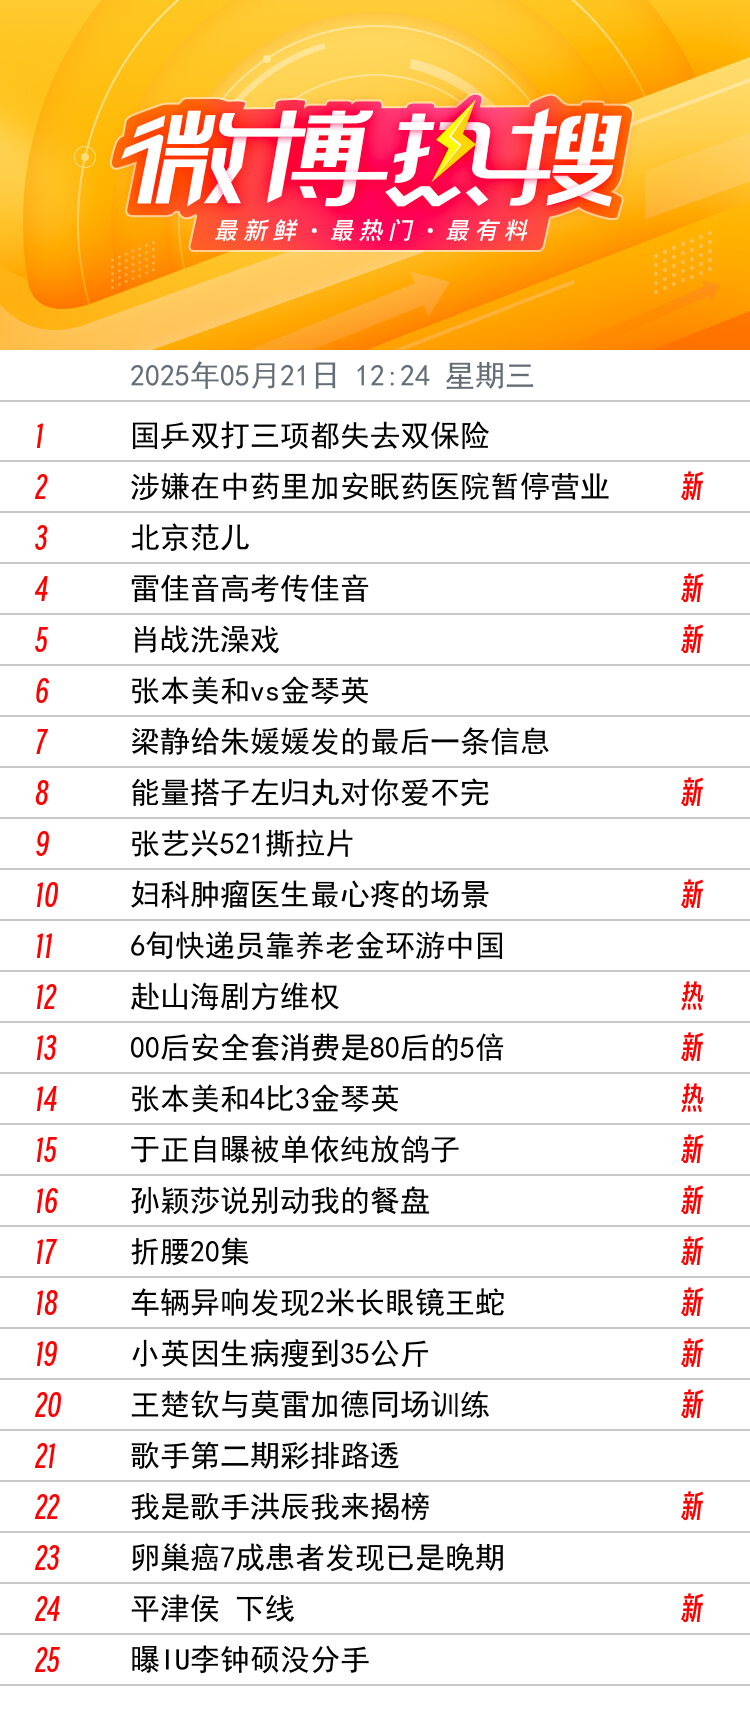 微博热搜
最新鲜·最热门·最有料
2025年05月21日 12:24 星期三
1 国乒双打三项都失去双保险
2 涉嫌在中药里加安眠药医院暂停营业 新
3 北京范儿
4 雷佳音高考传佳音 新
5 肖战洗澡戏 新
6 张本美和vs金琴英
7 梁静给朱媛媛发的最后一条信息
8 能量搭子左归丸对你爱不完 新
9 张艺兴521撕拉片
10 妇科肿瘤医生最心疼的场景 新
11 6旬快递员靠养老金环游中国
12 赴山海剧方维权 热
13 00后安全套消费是80后的5倍 新
14 张本美和4比3金琴英 热
15 于正自曝被单依纯放鸽子 新
16 孙颖莎说别动我的餐盘 新
17 折腰20集 新
18 车辆异响发现2米长眼镜王蛇 新
19 小英因生病瘦到35公斤 新
20 王楚钦与莫雷加德同场训练 新
21 歌手第二期彩排路透
22 我是歌手洪辰我来揭榜 新
23 卵巢癌7成患者发现已是晚期
24 平津侯 下线 新
25 曝IU李钟硕没分手